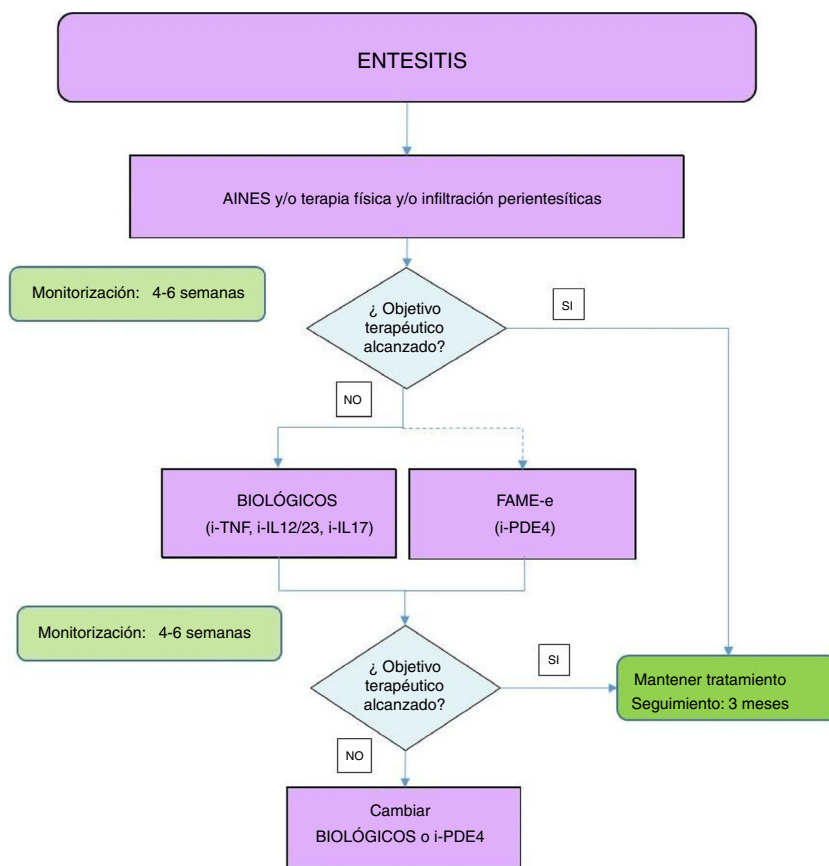 ENTESITIS
AINES y/o terapia física y/o infiltración perientesíticas
Monitorización: 4-6 semanas
¿ Objetivo
terapéutico
alcanzado?
SI
NO
BIOLÓGICOS
(i-TNF, i-IL12/23, i-IL17)
FAME-e
(i-PDE4)
Monitorización: 4-6 semanas
¿ Objetivo
terapéutico
alcanzado?
SI
Mantener tratamiento
Seguimiento: 3 meses
NO
Cambiar
BIOLÓGICOS o i-PDE4